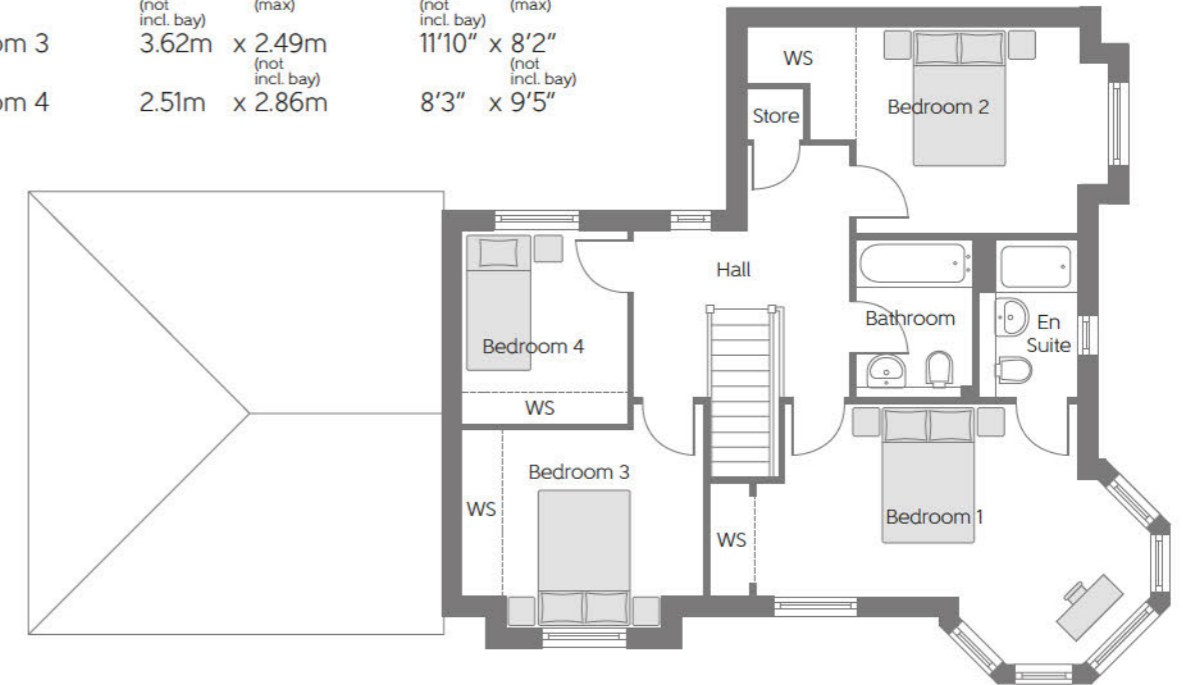 (not (max) (not (max)
incl. bay) incl. bay)
om 3 3.62m x 2.49m 11'10" x 8'2"
(not (not
incl. bay) incl. bay)
om 4 2.51m x 2.86m 8'3" x 9'5"
WS
Store
Bedroom 2
Hall
Bathroom
En
Suite
Bedroom 4
WS
Bedroom 3
WS
Bedroom 1
WS